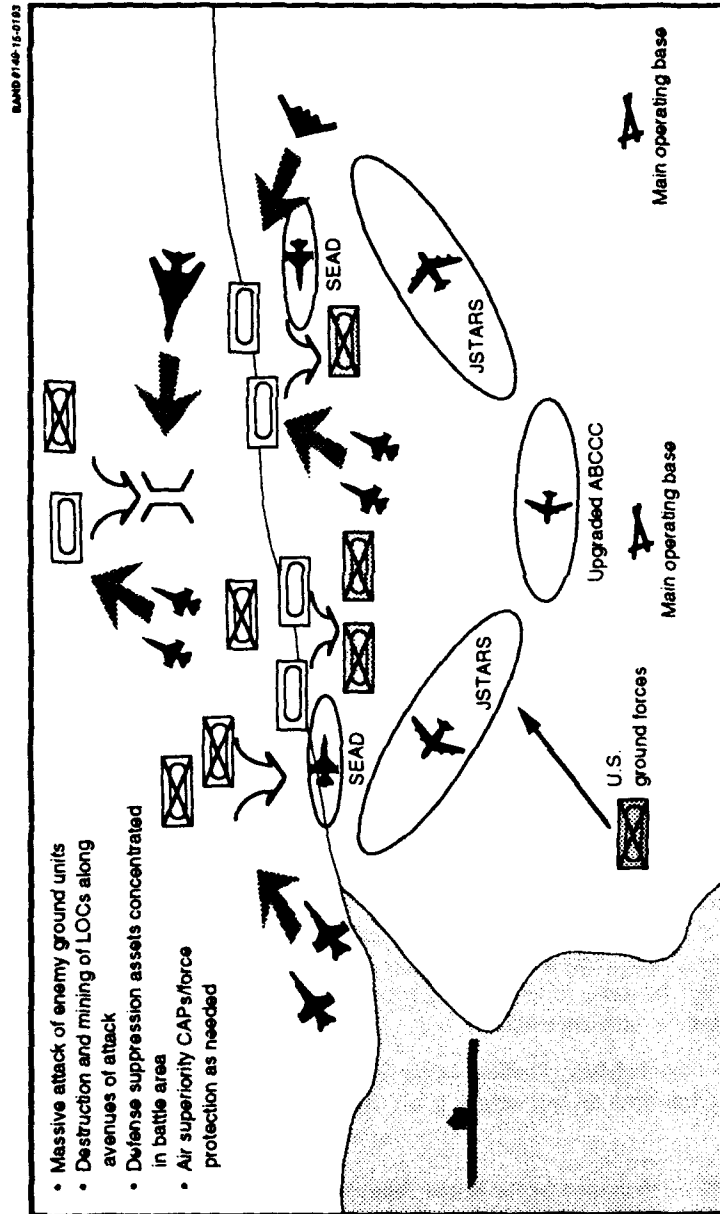 RAND #140-15-0193
• Massive attack of enemy ground units
• Destruction and mining of LOCs along
avenues of attack
• Defense suppression assets concentrated
in battle area
• Air superiority CAPs/force
protection as needed
SEAD
SEAD
JSTARS
JSTARS
Upgraded ABCCC
U.S.
ground forces
Main operating base
Main operating base